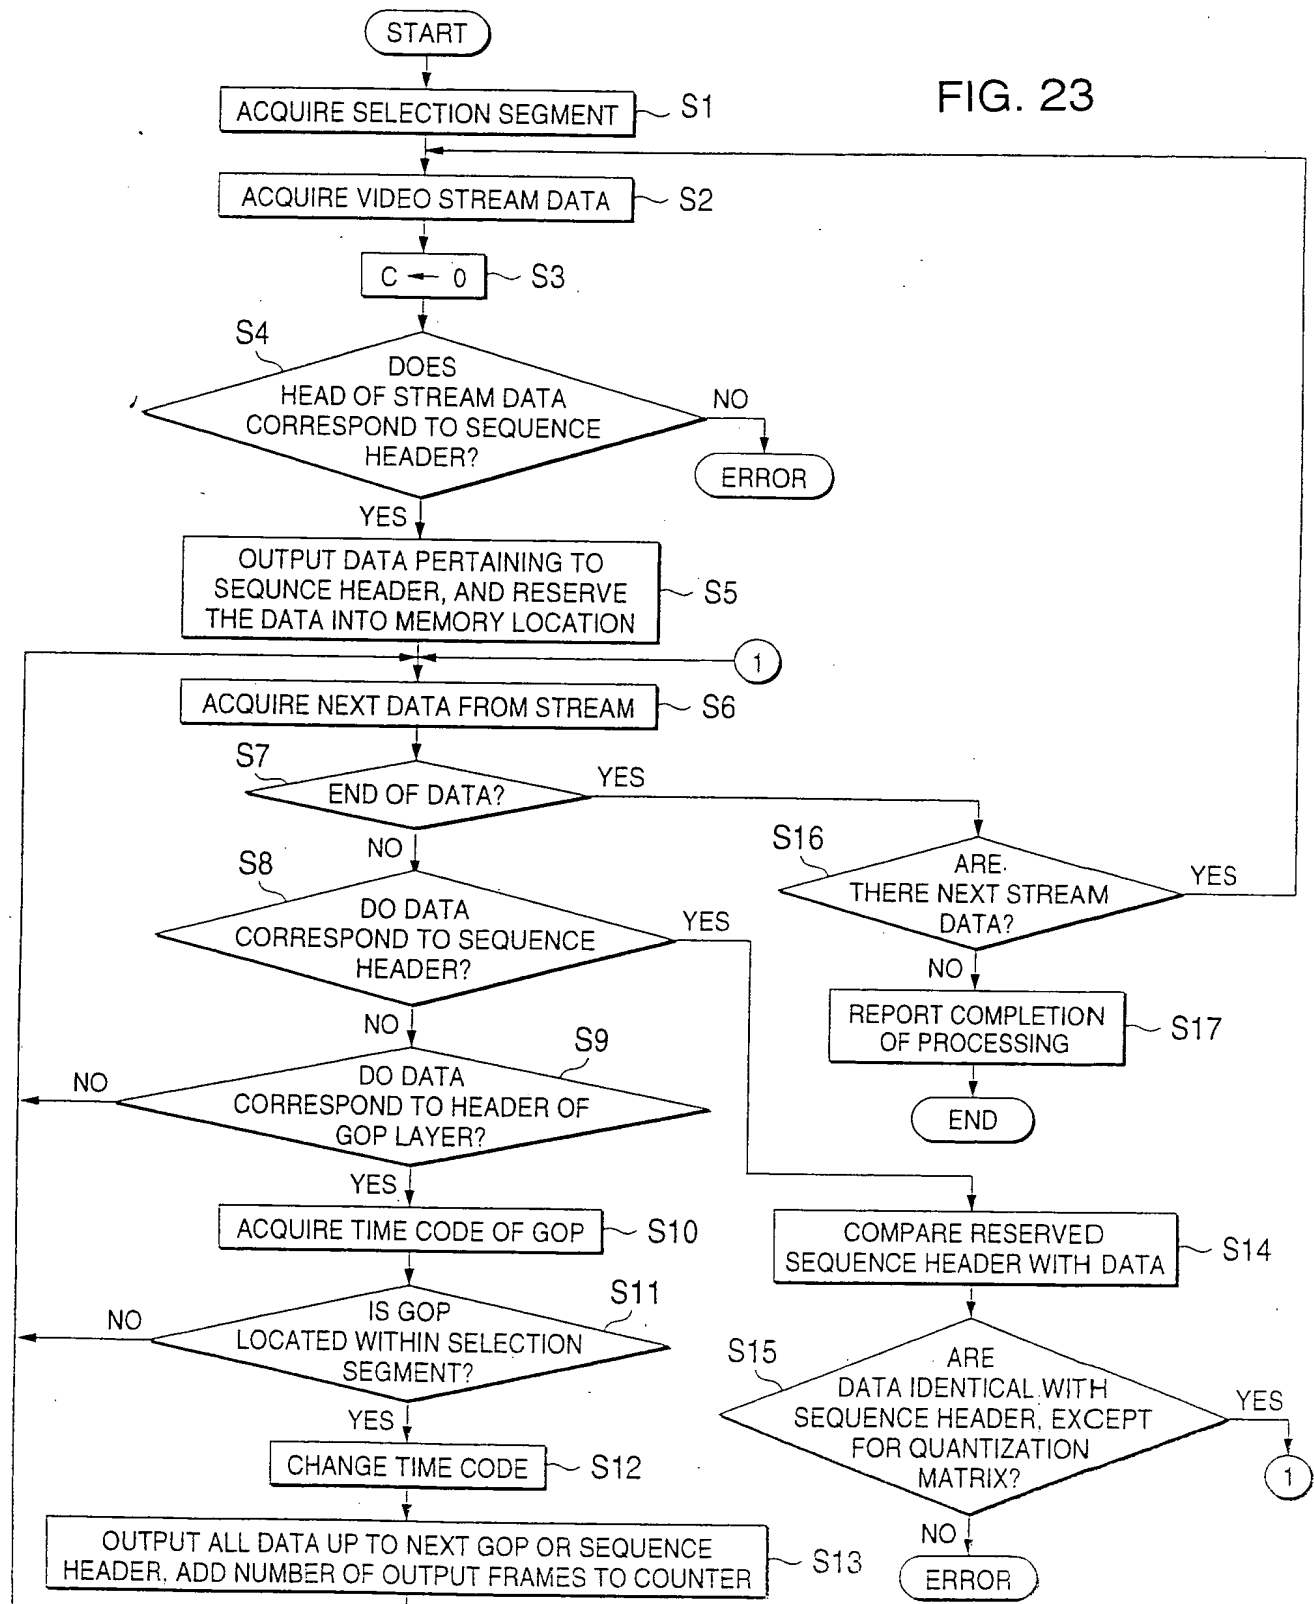 START
FIG. 23
ACQUIRE SELECTION SEGMENT
S1
ACQUIRE VIDEO STREAM DATA
S2
C ← 0
S3
S4
DOES
HEAD OF STREAM DATA
CORRESPOND TO SEQUENCE
HEADER?
NO
ERROR
YES
OUTPUT DATA PERTAINING TO
SEQUNCE HEADER, AND RESERVE
THE DATA INTO MEMORY LOCATION
S5
1
ACQUIRE NEXT DATA FROM STREAM
S6
S7
END OF DATA?
YES
NO
S16
ARE
THERE NEXT STREAM
DATA?
YES
NO
REPORT COMPLETION
OF PROCESSING
S17
END
S8
DO DATA
CORRESPOND TO SEQUENCE
HEADER?
YES
NO
S9
DO DATA
CORRESPOND TO HEADER OF
GOP LAYER?
NO
YES
ACQUIRE TIME CODE OF GOP
S10
S11
IS GOP
LOCATED WITHIN SELECTION
SEGMENT?
NO
YES
CHANGE TIME CODE
S12
OUTPUT ALL DATA UP TO NEXT GOP OR SEQUENCE
HEADER, ADD NUMBER OF OUTPUT FRAMES TO COUNTER
S13
COMPARE RESERVED
SEQUENCE HEADER WITH DATA
S14
S15
ARE
DATA IDENTICAL WITH
SEQUENCE HEADER, EXCEPT
FOR QUANTIZATION
MATRIX?
YES
1
NO
ERROR